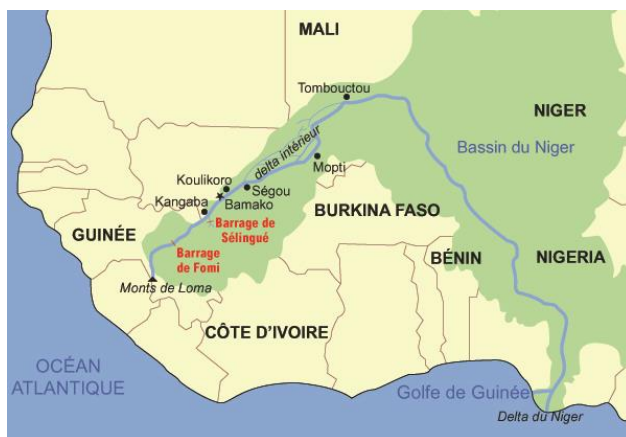 MALI
Tombouctou
NIGER
Bassin du Niger
delta intérieur
Mopti
Koulikoro
Ségou
Bamako
Kangaba
BURKINA FASO
Barrage de
Sélingué
GUINÉE
Barrage
de Fomi
BÉNIN
NIGERIA
Monts de Loma
CÔTE D'IVOIRE
OCÉAN
ATLANTIQUE
Golfe de Guinée
Delta du Niger